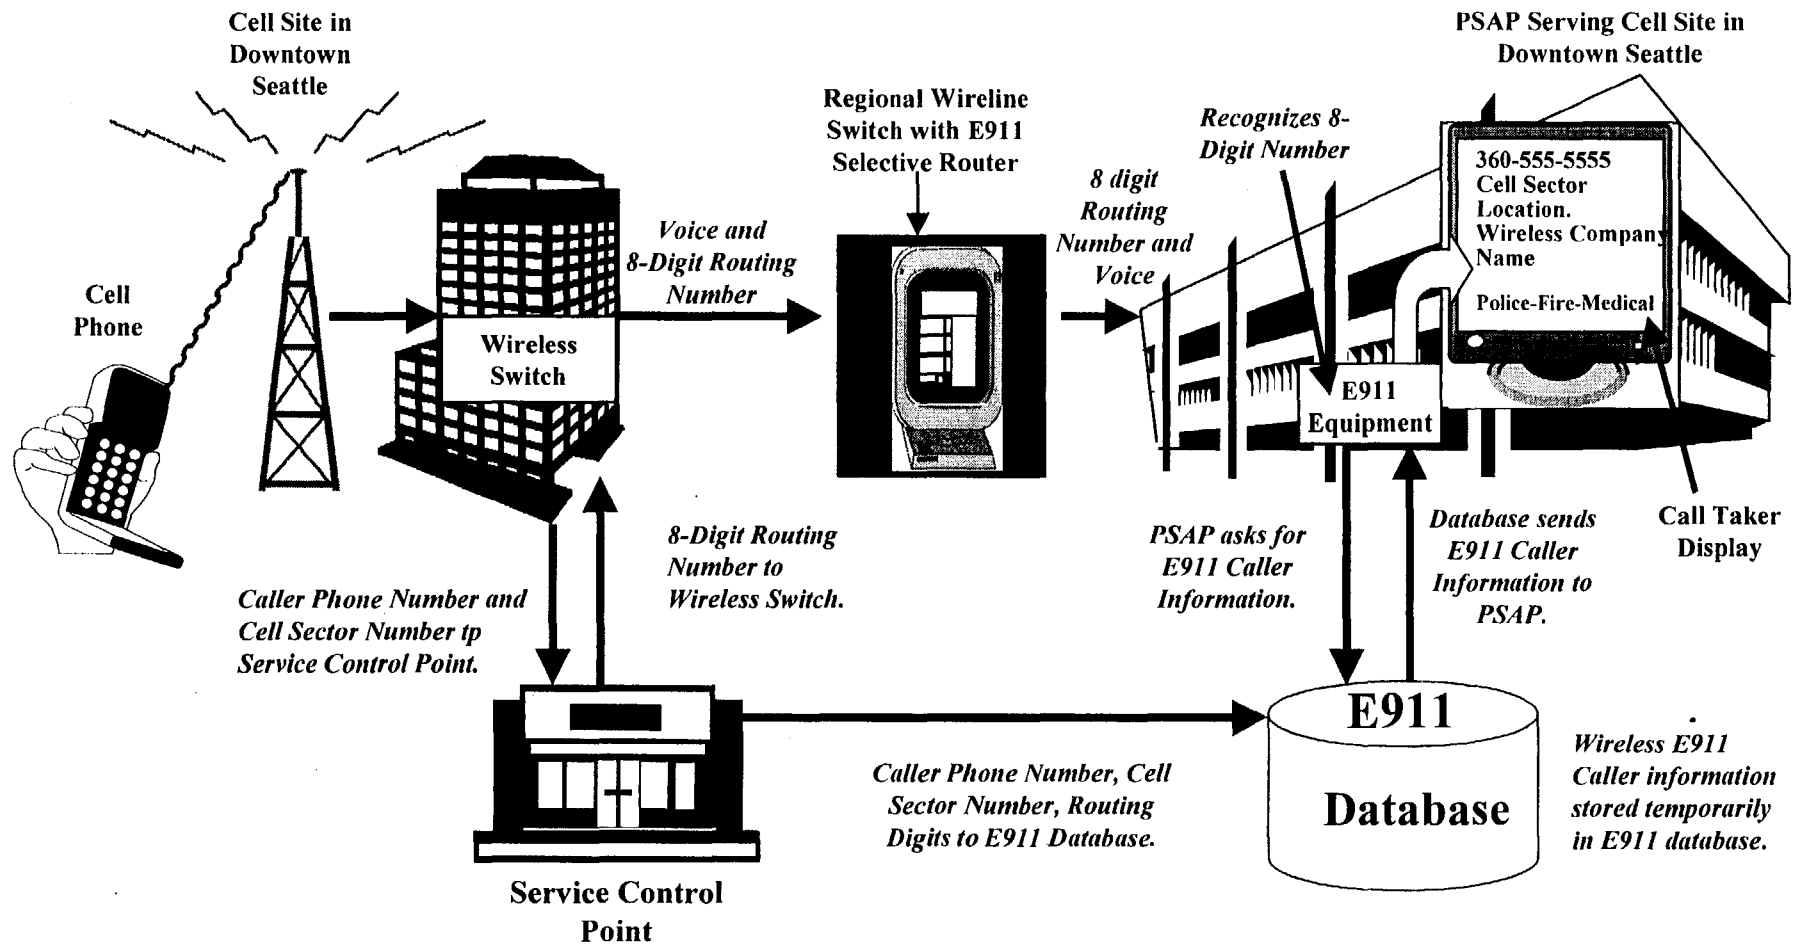 Cell Site in
Downtown
Seattle
PSAP Serving Cell Site in
Downtown Seattle
Regional Wireline
Switch with E911
Selective Router
Recognizes 8-
Digit Number
360-555-5555
Cell Sector
Location.
Wireless Company
Name
Police-Fire-Medical
8 digit
Routing
Number and
Voice
Voice and
8-Digit Routing
Number
Cell
Phone
Wireless
Switch
E911
Equipment
Call Taker
Display
8-Digit Routing
Number to
Wireless Switch.
PSAP asks for
E911 Caller
Information.
Database sends
E911 Caller
Information to
PSAP.
Caller Phone Number and
Cell Sector Number tp
Service Control Point.
E911
Database
Caller Phone Number, Cell
Sector Number, Routing
Digits to E911 Database.
Wireless E911
Caller information
stored temporarily
in E911 database.
Service Control
Point